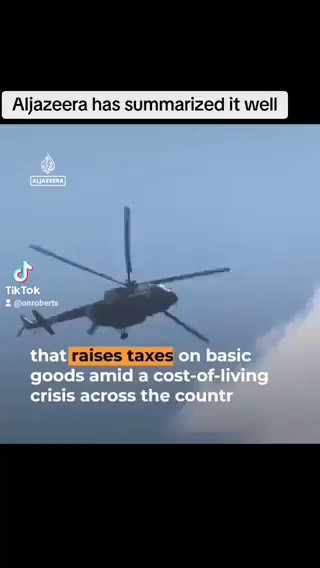 Aljazeera has summarized it well
ALJAZEERA
TikTok
@onroberts
that raises taxes on basic
goods amid a cost-of-living
crisis across the countr